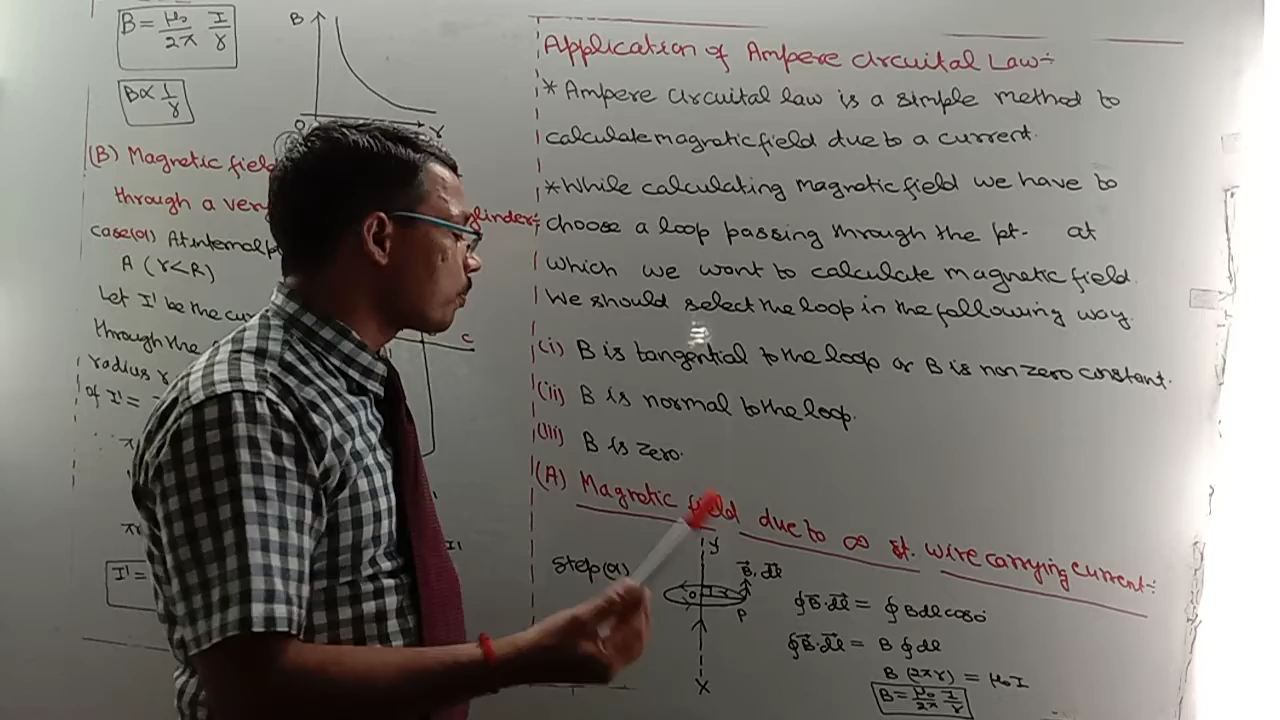 B = μ₀/2π I/r
B∝ 1/r
B
O
r
(B) Magnetic field
through a very
linder:
case(01) At internal p
A (r<R)
Let I' be the cu
through the
radius r
of I' =
I' =
C
I'
Application of Ampere Circuital Law:-
* Ampere Circuital law is a simple method to
calculate magnetic field due to a current.
* While calculating magnetic field we have to
choose a loop passing through the pt. at
which we want to calculate magnetic field.
We should select the loop in the following way.
(i) B is tangential to the loop or B is non zero constant.
(ii) B is normal to the loop.
(iii) B is zero.
(A) Magnetic field due to ∞ st. wire carrying current:-
Step(01)
Y
O
P
X
B⃗, dl⃗
∮B⃗.dl⃗ = ∮ Bdl cos0°
∮B⃗.dl⃗ = B ∮ dl
B (2πr) = μ₀I
B = μ₀/2π I/r